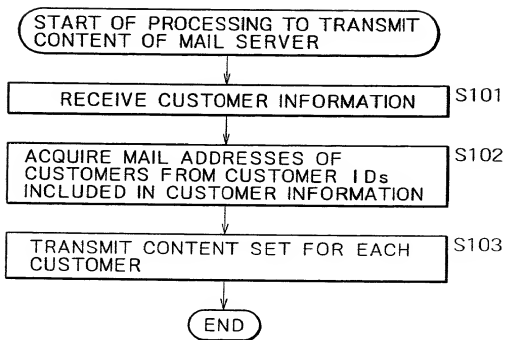 START OF PROCESSING TO TRANSMIT
CONTENT OF MAIL SERVER
RECEIVE CUSTOMER INFORMATION
S101
ACQUIRE MAIL ADDRESSES OF
CUSTOMERS FROM CUSTOMER IDs
INCLUDED IN CUSTOMER INFORMATION
S102
TRANSMIT CONTENT SET FOR EACH
CUSTOMER
S103
END